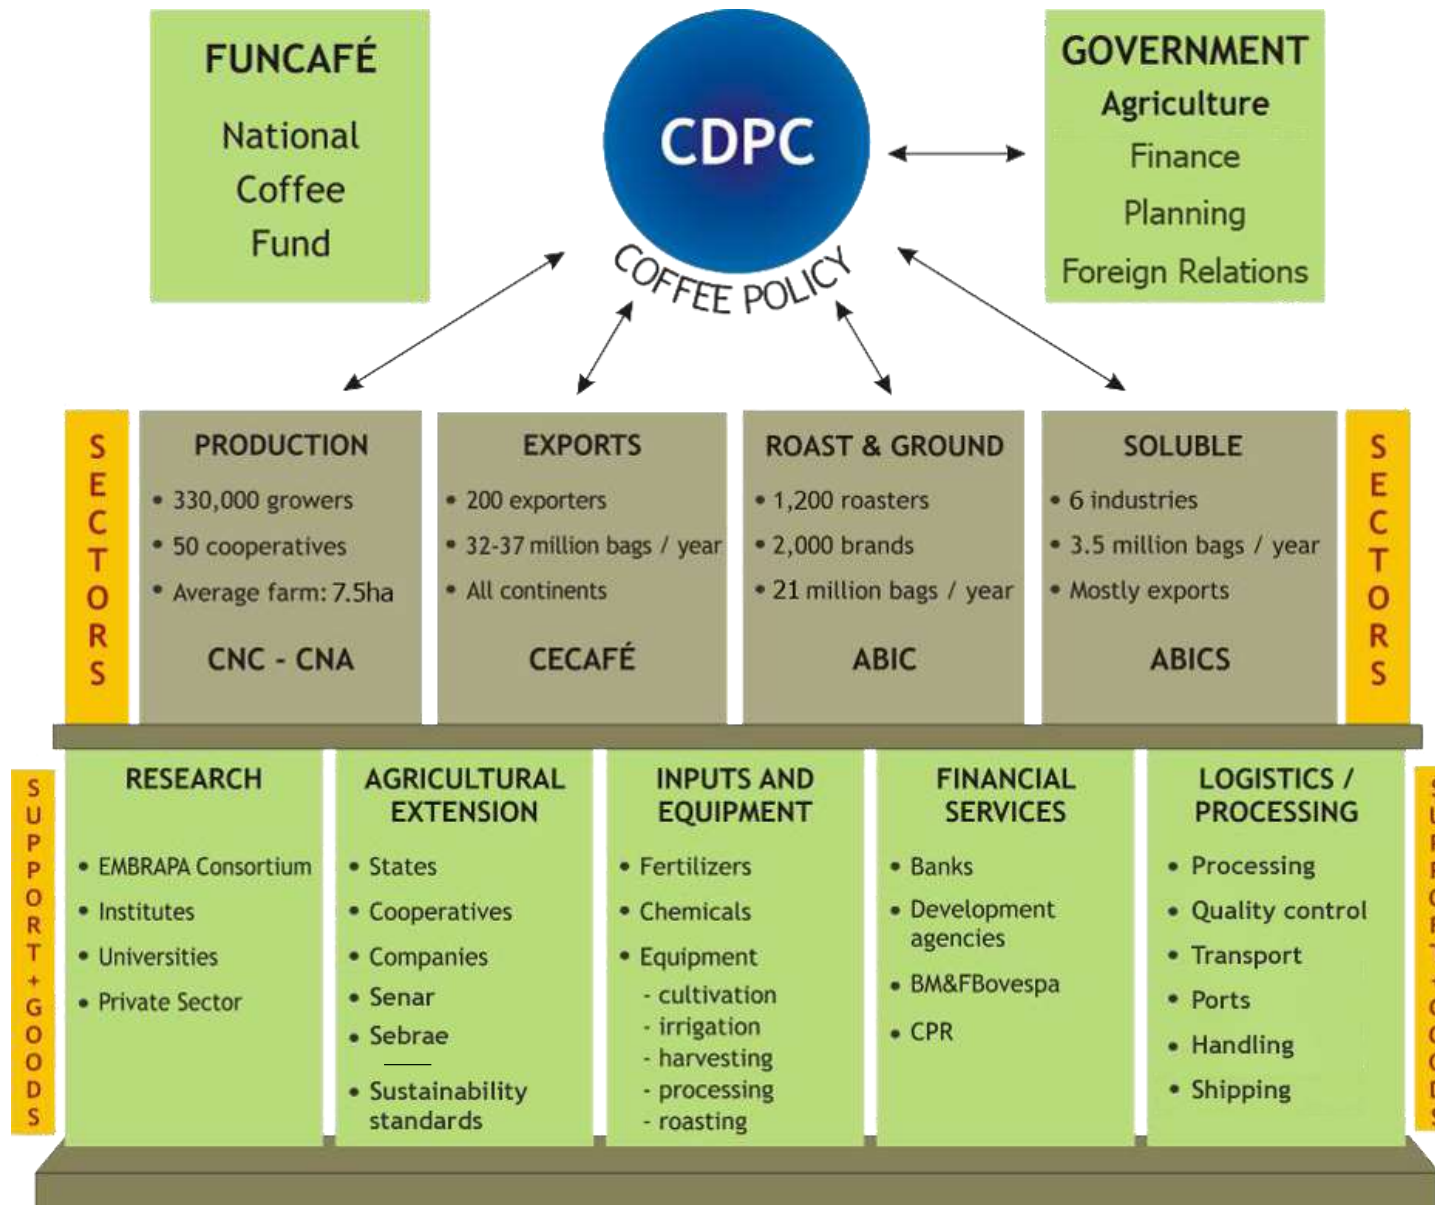 FUNCAFÉ
National
Coffee
Fund
CDPC
COFFEE POLICY
GOVERNMENT
Agriculture
Finance
Planning
Foreign Relations
SECTORS
PRODUCTION
• 330,000 growers
• 50 cooperatives
• Average farm: 7.5ha
CNC - CNA
EXPORTS
• 200 exporters
• 32-37 million bags / year
• All continents
CECAFÉ
ROAST & GROUND
• 1,200 roasters
• 2,000 brands
• 21 million bags / year
ABIC
SOLUBLE
• 6 industries
• 3.5 million bags / year
• Mostly exports
ABICS
SECTORS
SUPPORT+GOODS
RESEARCH
• EMBRAPA Consortium
• Institutes
• Universities
• Private Sector
AGRICULTURAL
EXTENSION
• States
• Cooperatives
• Companies
• Senar
• Sebrae
• Sustainability
standards
INPUTS AND
EQUIPMENT
• Fertilizers
• Chemicals
• Equipment
- cultivation
- irrigation
- harvesting
- processing
- roasting
FINANCIAL
SERVICES
• Banks
• Development
agencies
• BM&FBovespa
• CPR
LOGISTICS /
PROCESSING
• Processing
• Quality control
• Transport
• Ports
• Handling
• Shipping
SUPPORT+GOODS